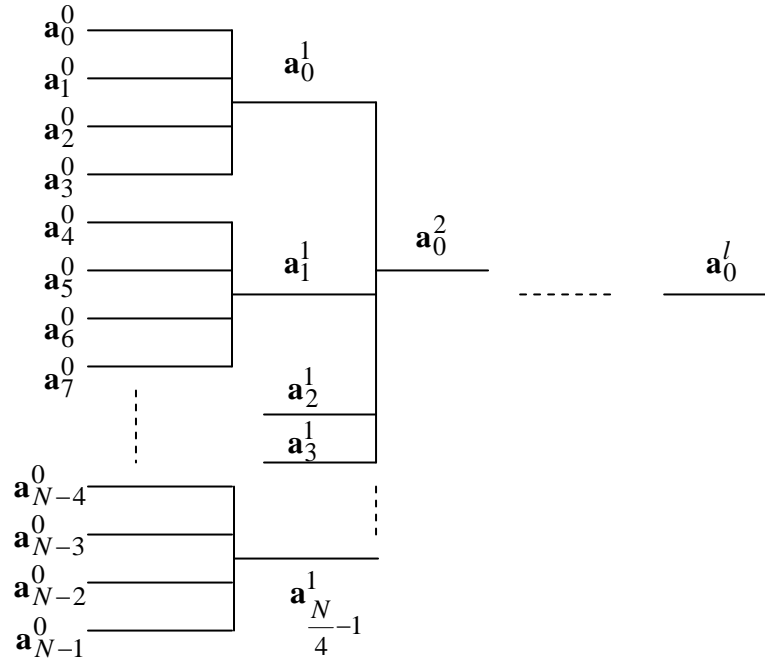 a_0^0
a_1^0
a_2^0
a_3^0
a_4^0
a_5^0
a_6^0
a_7^0
a_{N-4}^0
a_{N-3}^0
a_{N-2}^0
a_{N-1}^0
a_0^1
a_1^1
a_2^1
a_3^1
a_{\frac{N}{4}-1}^1
a_0^2
a_0^l